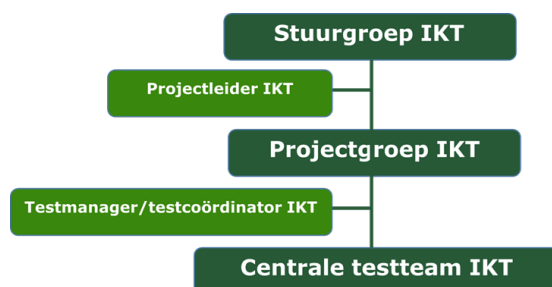 Stuurgroep IKT
Projectleider IKT
Projectgroep IKT
Testmanager/testcoördinator IKT
Centrale testteam IKT